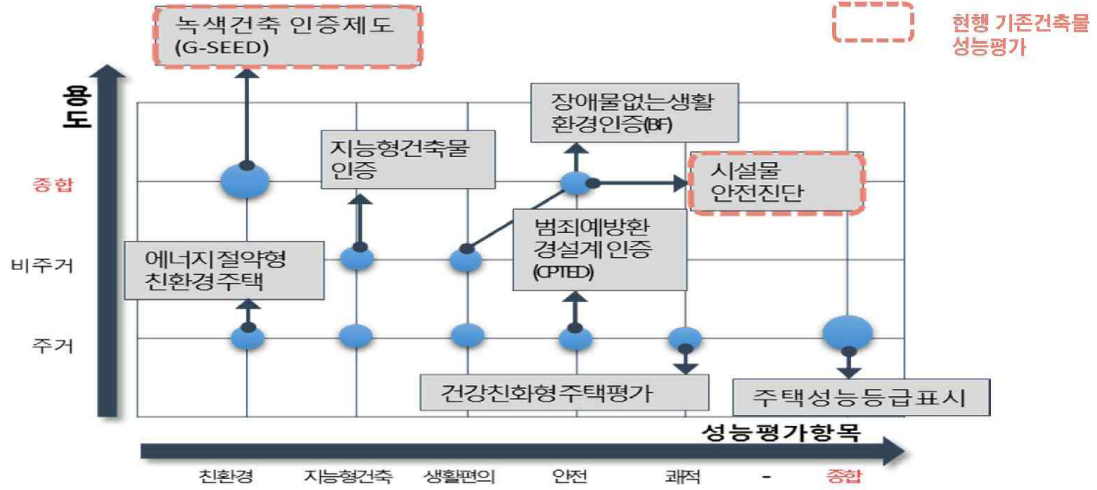 녹색건축 인증제도
(G-SEED)
현행 기존건축물
성능평가
용도
장애물없는생활
환경인증(BF)
지능형건축물
인증
시설물
안전진단
종합
범죄예방환
경설계 인증
(CPTED)
에너지절약형
친환경주택
비주거
주거
건강친화형주택평가
주택성능등급표시
성능평가항목
친환경
지능형건축
생활편의
안전
쾌적
-
종합